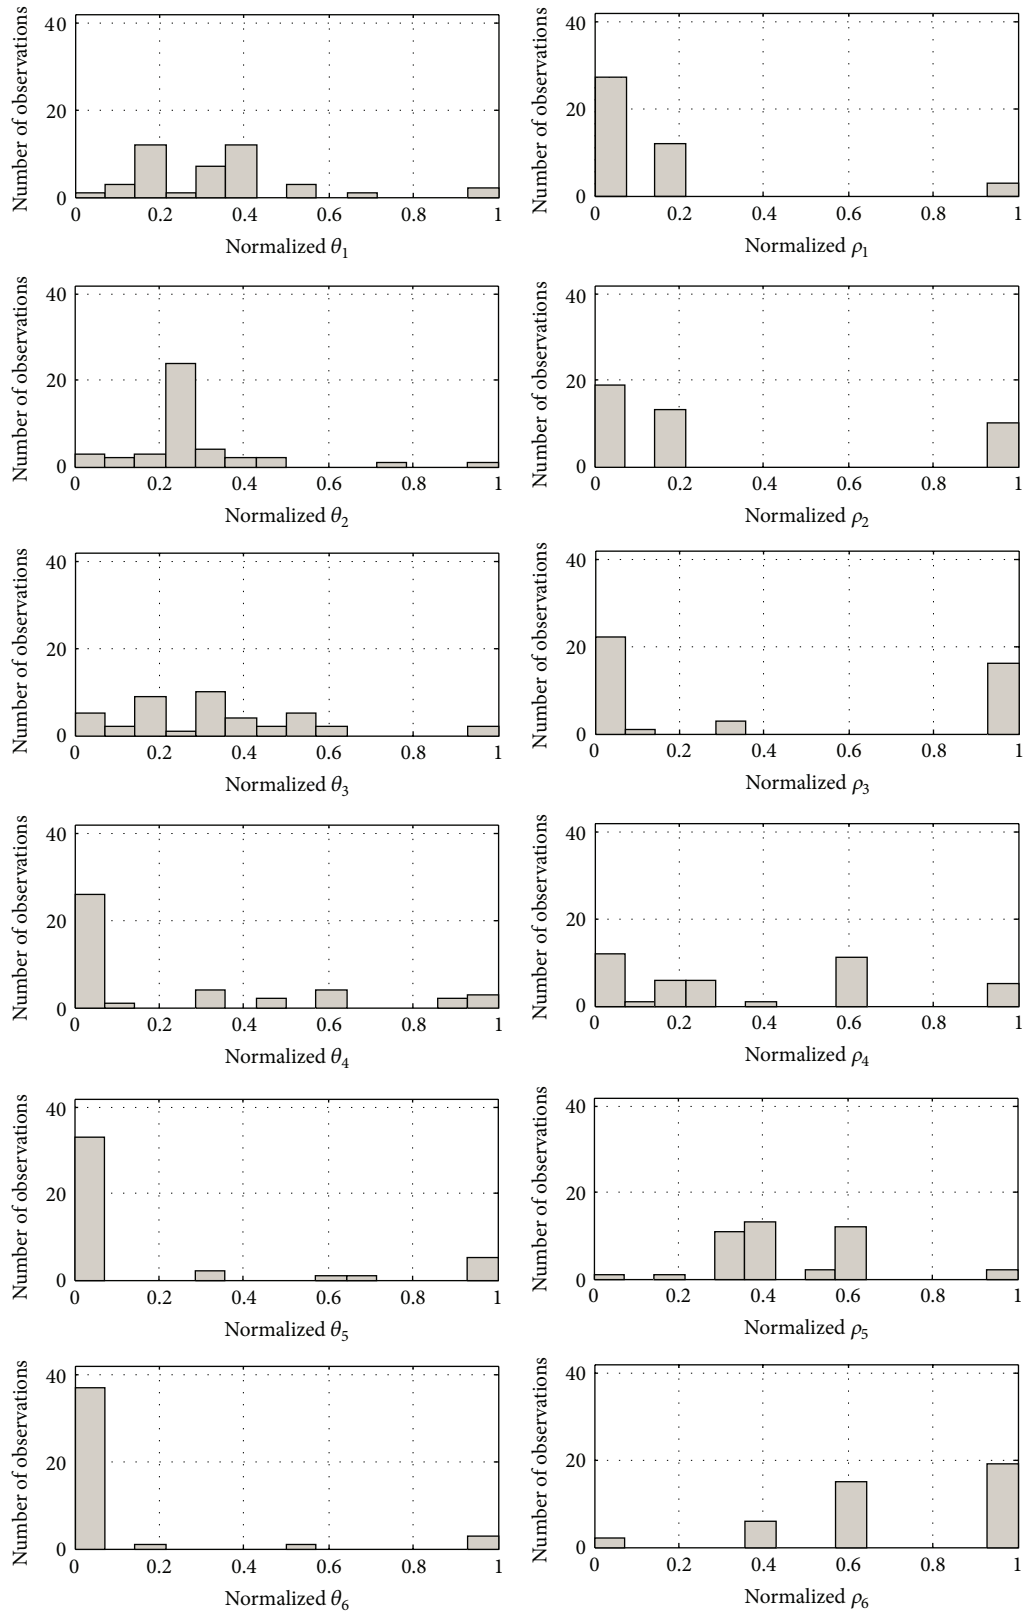 Number of observations
40
20
0
0 0.2 0.4 0.6 0.8 1
Normalized θ1
Number of observations
40
20
0
0 0.2 0.4 0.6 0.8 1
Normalized ρ1
Number of observations
40
20
0
0 0.2 0.4 0.6 0.8 1
Normalized θ2
Number of observations
40
20
0
0 0.2 0.4 0.6 0.8 1
Normalized ρ2
Number of observations
40
20
0
0 0.2 0.4 0.6 0.8 1
Normalized θ3
Number of observations
40
20
0
0 0.2 0.4 0.6 0.8 1
Normalized ρ3
Number of observations
40
20
0
0 0.2 0.4 0.6 0.8 1
Normalized θ4
Number of observations
40
20
0
0 0.2 0.4 0.6 0.8 1
Normalized ρ4
Number of observations
40
20
0
0 0.2 0.4 0.6 0.8 1
Normalized θ5
Number of observations
40
20
0
0 0.2 0.4 0.6 0.8 1
Normalized ρ5
Number of observations
40
20
0
0 0.2 0.4 0.6 0.8 1
Normalized θ6
Number of observations
40
20
0
0 0.2 0.4 0.6 0.8 1
Normalized ρ6